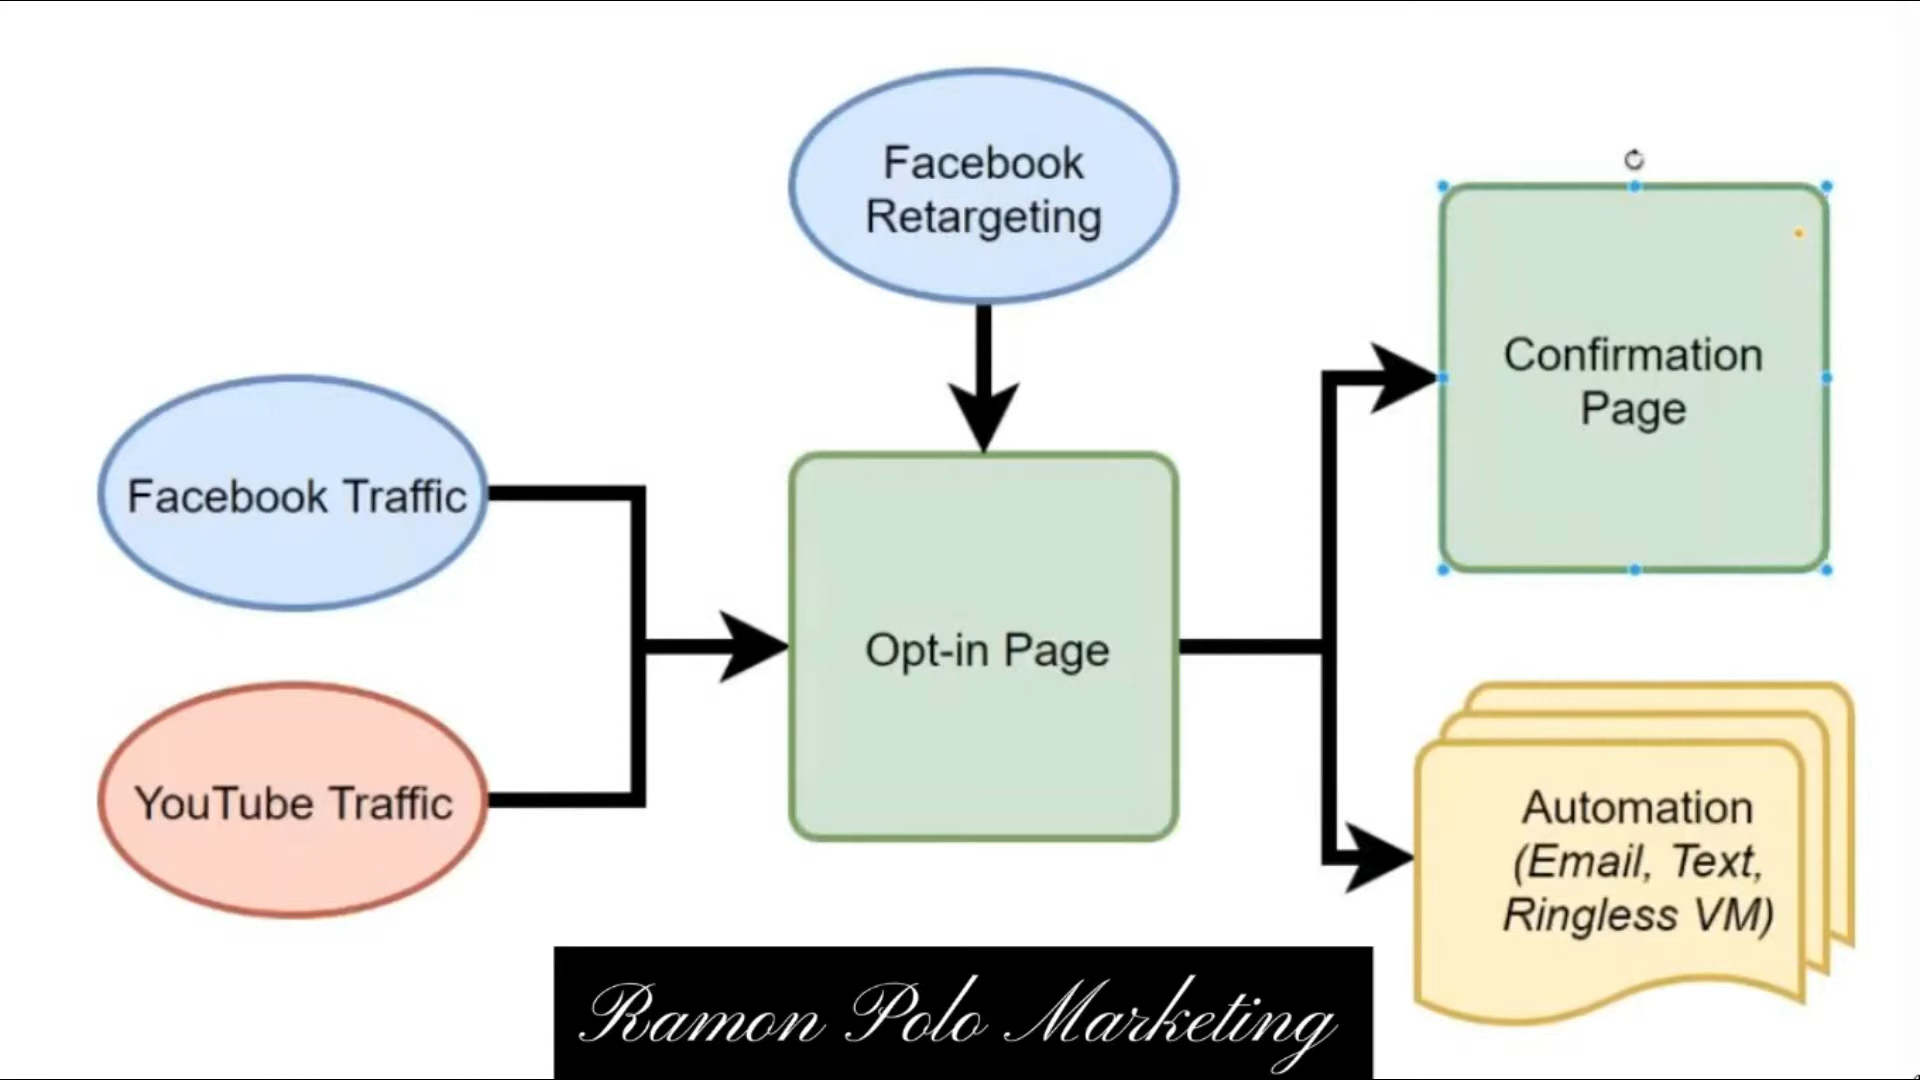 Facebook
Retargeting
Confirmation
Page
Facebook Traffic
Opt-in Page
YouTube Traffic
Automation
(Email, Text,
Ringless VM)
Ramon Polo Marketing